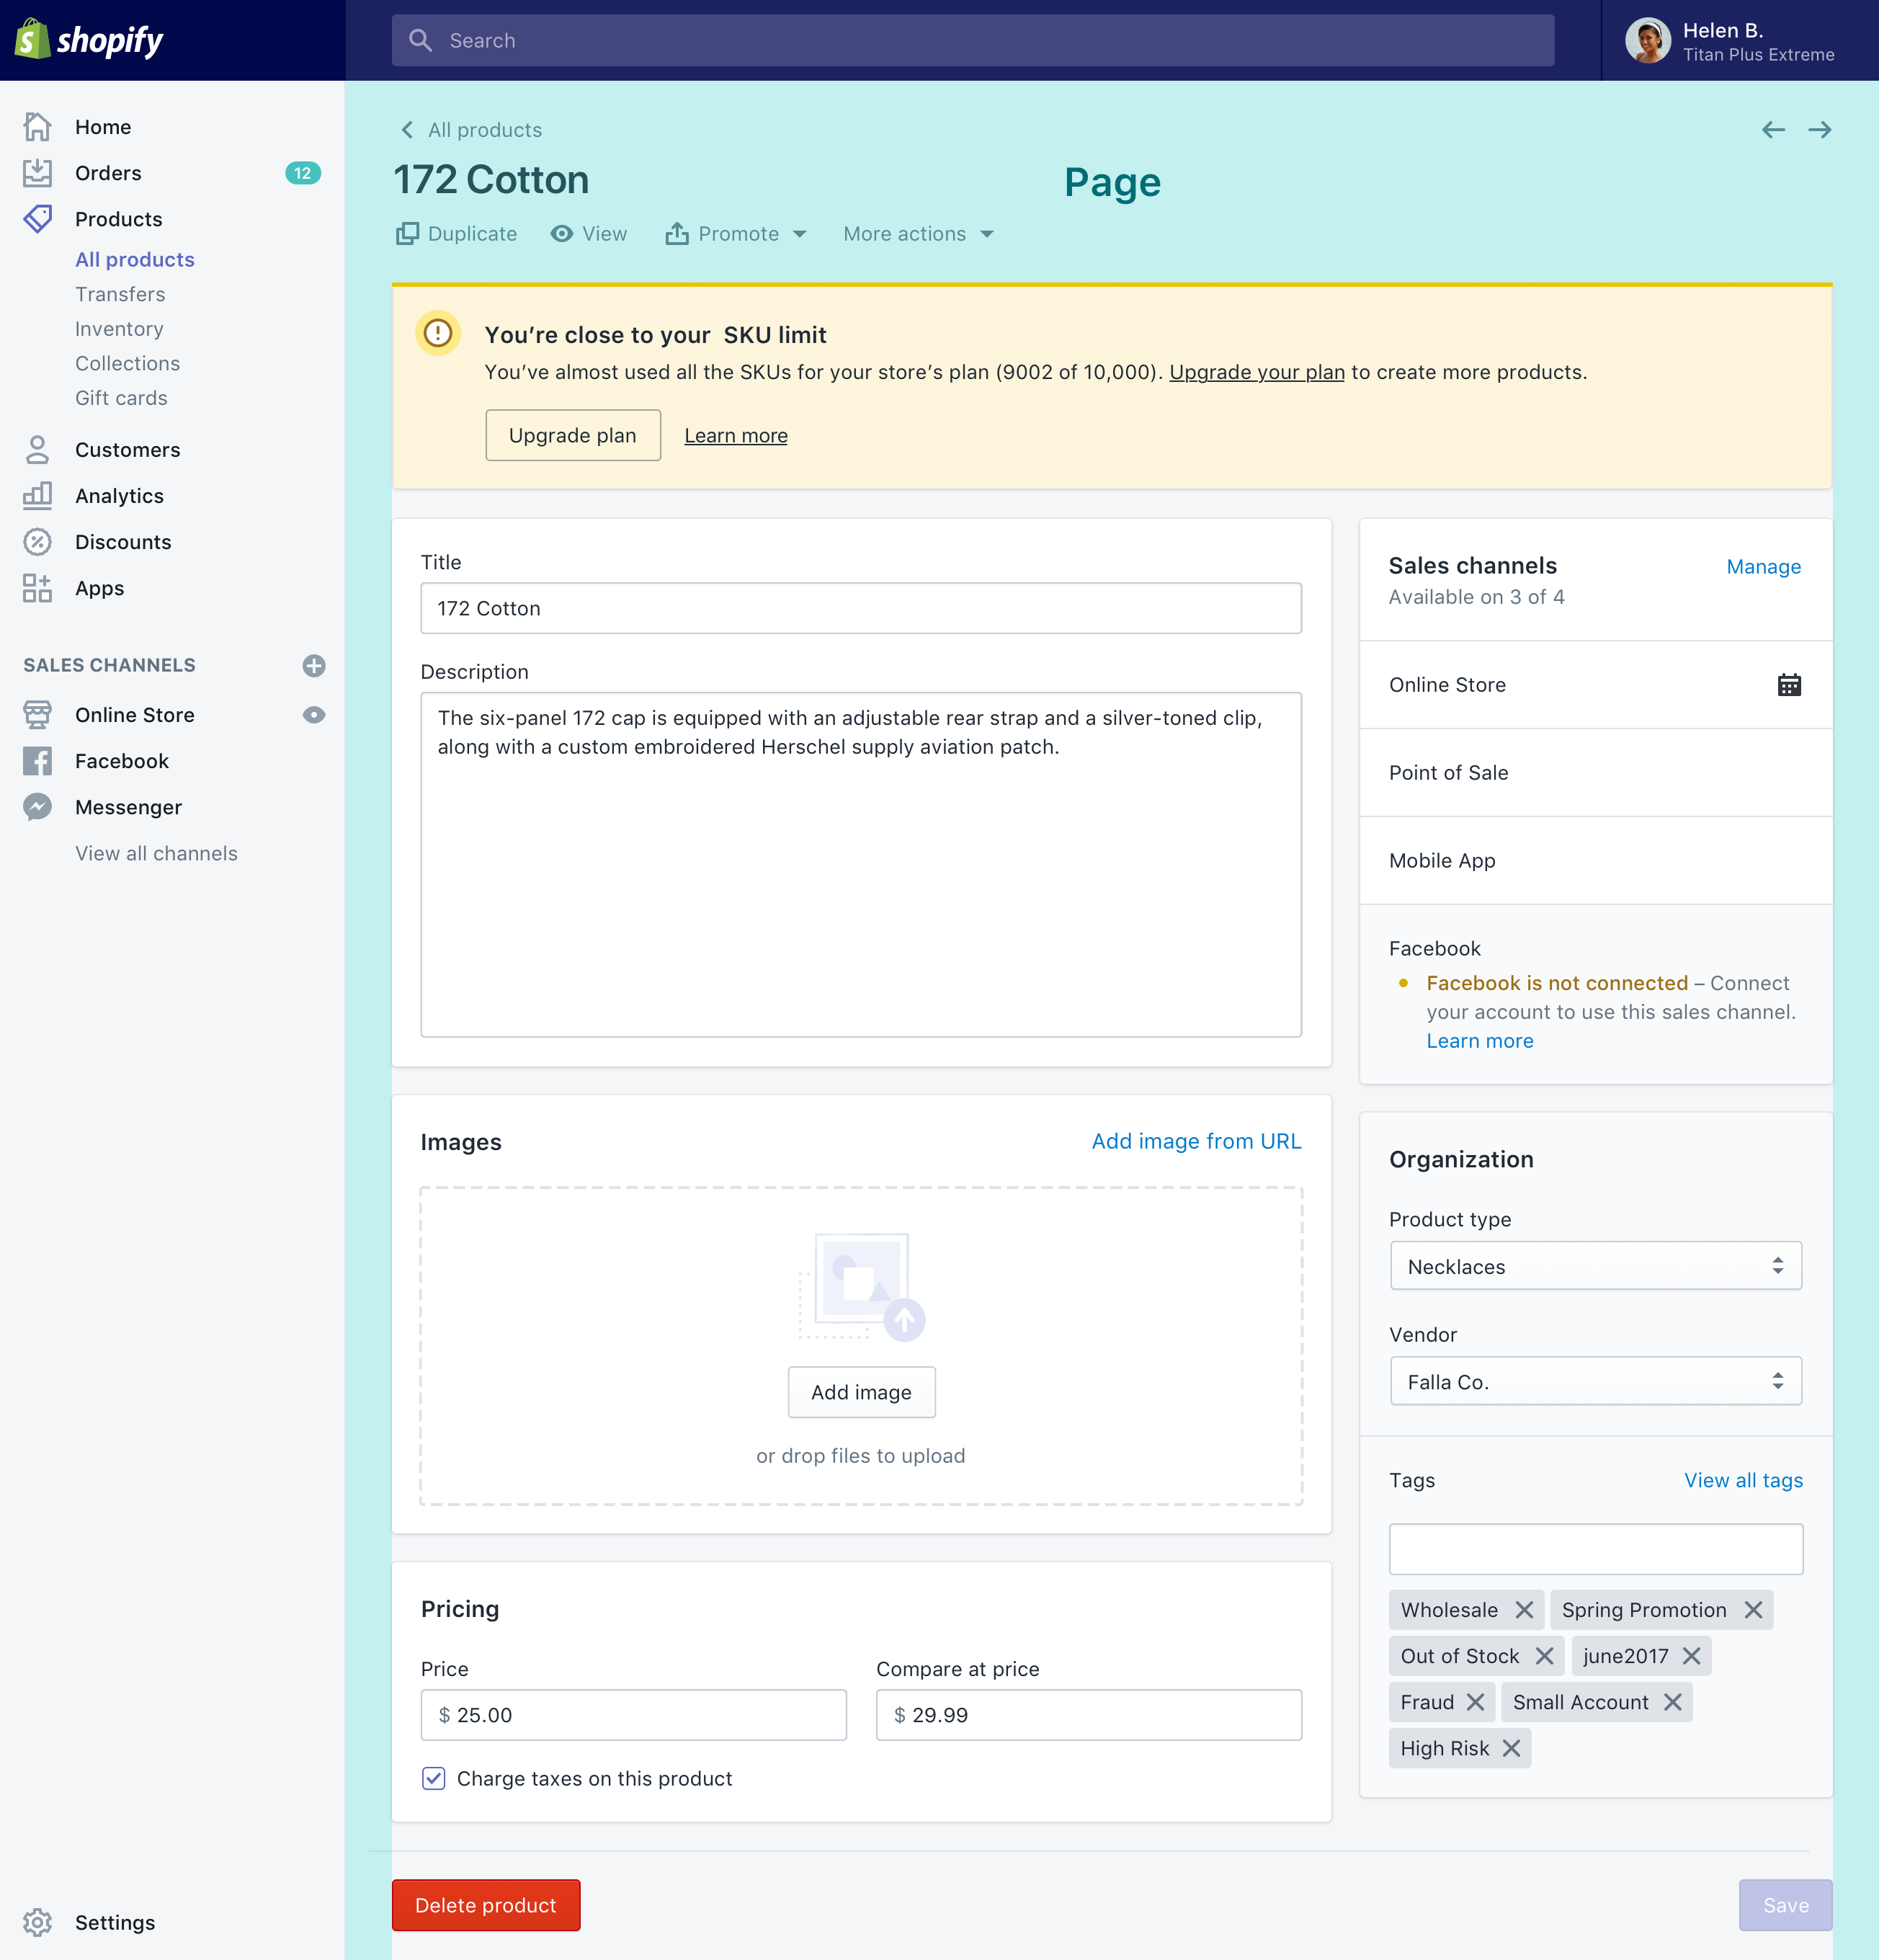 shopify
Search
Helen B.
Titan Plus Extreme
Home
Orders
12
Products
All products
Transfers
Inventory
Collections
Gift cards
Customers
Analytics
Discounts
Apps
SALES CHANNELS
Online Store
Facebook
Messenger
View all channels
Settings
All products
172 Cotton
Page
Duplicate
View
Promote
More actions
You’re close to your SKU limit
You’ve almost used all the SKUs for your store’s plan (9002 of 10,000). Upgrade your plan to create more products.
Upgrade plan
Learn more
Title
172 Cotton
Description
The six-panel 172 cap is equipped with an adjustable rear strap and a silver-toned clip,
along with a custom embroidered Herschel supply aviation patch.
Images
Add image from URL
Add image
or drop files to upload
Pricing
Price
$ 25.00
Compare at price
$ 29.99
Charge taxes on this product
Sales channels
Manage
Available on 3 of 4
Online Store
Point of Sale
Mobile App
Facebook
Facebook is not connected – Connect
your account to use this sales channel.
Learn more
Organization
Product type
Necklaces
Vendor
Falla Co.
Tags
View all tags
Wholesale
Spring Promotion
Out of Stock
june2017
Fraud
Small Account
High Risk
Delete product
Save